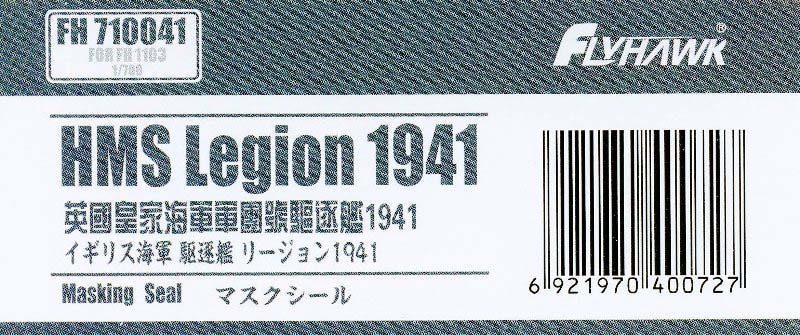 FH 710041
FOR FH 1103
1/700
FLYHAWK®
HMS Legion 1941
英國皇家海軍軍團號驅逐艦1941
イギリス海軍 駆逐艦 リージョン1941
Masking Seal マスクシール
6 921970 400727